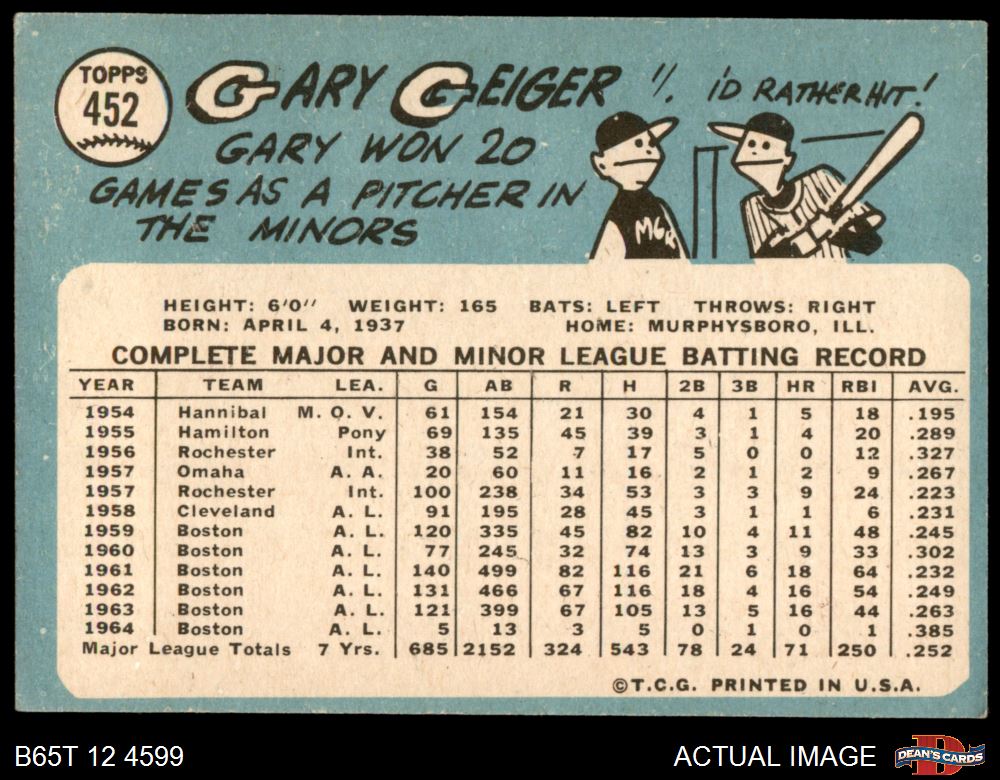 TOPPS
452
GARY GEIGER
GARY WON 20
GAMES AS A PITCHER IN
THE MINORS
I'D RATHER HIT!
MGR
HEIGHT: 6'0" WEIGHT: 165 BATS: LEFT THROWS: RIGHT
BORN: APRIL 4, 1937 HOME: MURPHYSBORO, ILL.
COMPLETE MAJOR AND MINOR LEAGUE BATTING RECORD
YEAR TEAM LEA. G AB R H 2B 3B HR RBI AVG.
1954 Hannibal M. O. V. 61 154 21 30 4 1 5 18 .195
1955 Hamilton Pony 69 135 45 39 3 1 4 20 .289
1956 Rochester Int. 38 52 7 17 5 0 0 12 .327
1957 Omaha A. A. 20 60 11 16 2 1 2 9 .267
1957 Rochester Int. 100 238 34 53 3 3 9 24 .223
1958 Cleveland A. L. 91 195 28 45 3 1 1 6 .231
1959 Boston A. L. 120 335 45 82 10 4 11 48 .245
1960 Boston A. L. 77 245 32 74 13 3 9 33 .302
1961 Boston A. L. 140 499 82 116 21 6 18 64 .232
1962 Boston A. L. 131 466 67 116 18 4 16 54 .249
1963 Boston A. L. 121 399 67 105 13 5 16 44 .263
1964 Boston A. L. 5 13 3 5 0 1 0 1 .385
Major League Totals 7 Yrs. 685 2152 324 543 78 24 71 250 .252
©T.C.G. PRINTED IN U.S.A.
B65T 12 4599
ACTUAL IMAGE
D
DEAN'S CARDS